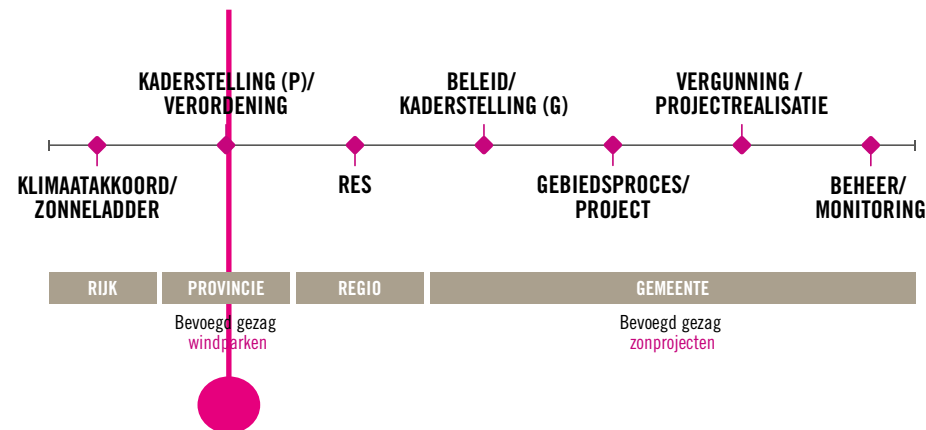 KADERSTELLING (P)/
VERORDENING
BELEID/
KADERSTELLING (G)
VERGUNNING /
PROJECTREALISATIE
KLIMAATAKKOORD/
ZONNELADDER
RES
GEBIEDSPROCES/
PROJECT
BEHEER/
MONITORING
RIJK
PROVINCIE
REGIO
GEMEENTE
Bevoegd gezag
windparken
Bevoegd gezag
zonprojecten